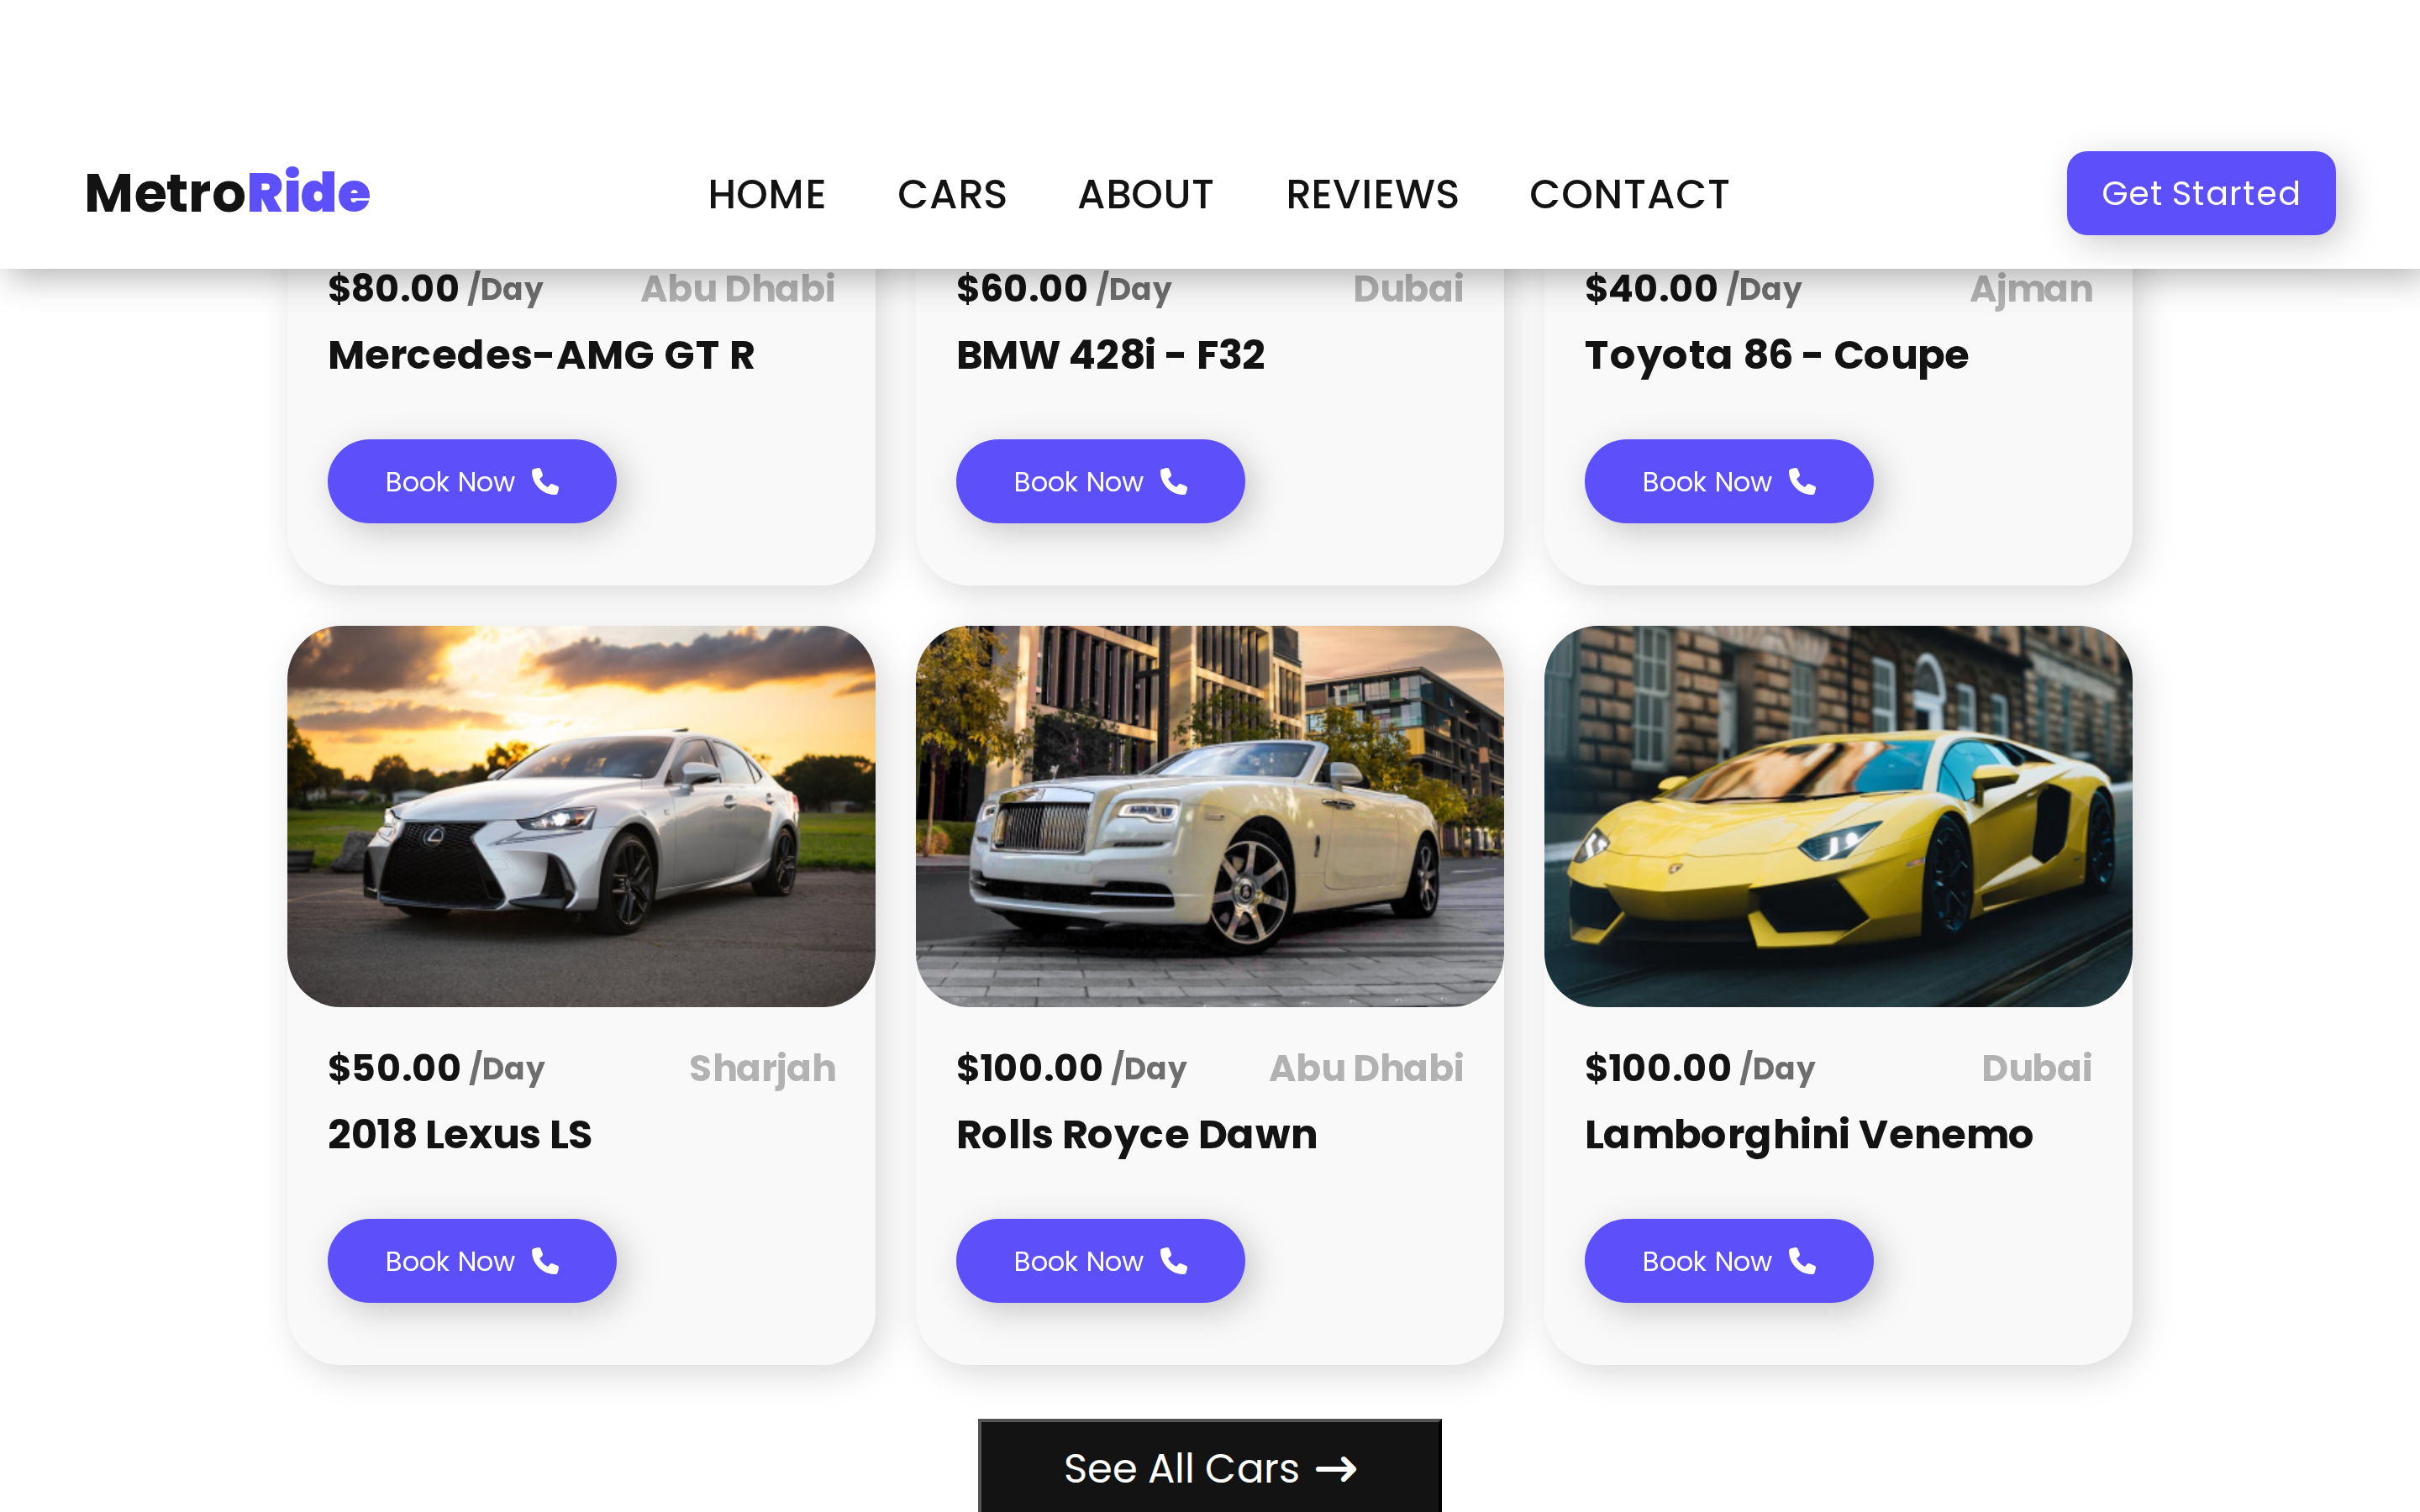 MetroRide
HOME CARS ABOUT REVIEWS CONTACT
Get Started
$80.00 /Day Abu Dhabi
Mercedes-AMG GT R
Book Now
$60.00 /Day Dubai
BMW 428i - F32
Book Now
$40.00 /Day Ajman
Toyota 86 - Coupe
Book Now
$50.00 /Day Sharjah
2018 Lexus LS
Book Now
$100.00 /Day Abu Dhabi
Rolls Royce Dawn
Book Now
$100.00 /Day Dubai
Lamborghini Venemo
Book Now
See All Cars →